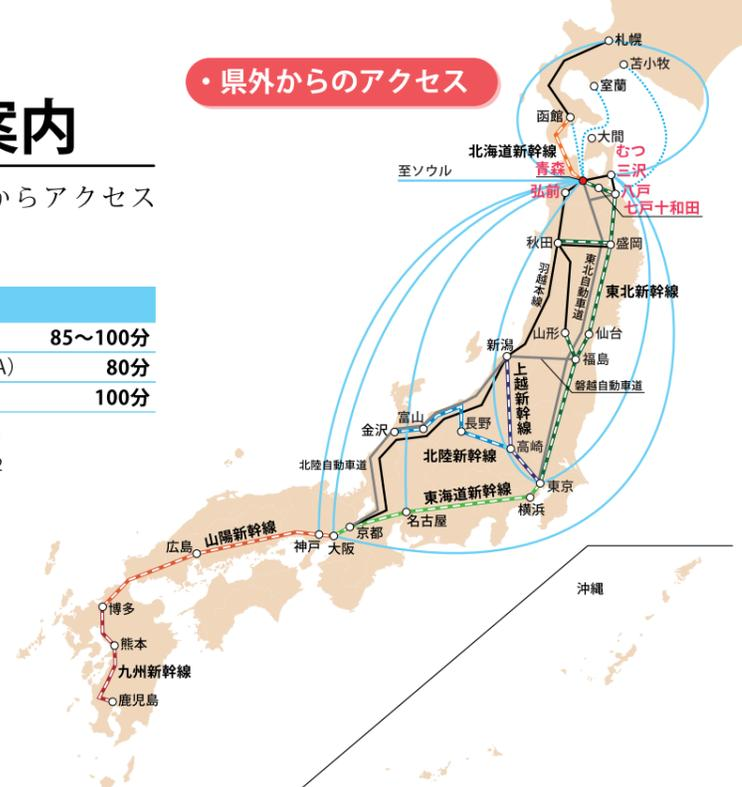 案内
からアクセス
85～100分
A）
80分
100分
2
・県外からのアクセス
札幌
苫小牧
室蘭
函館
大間
北海道新幹線
むつ
至ソウル
青森
三沢
弘前
八戸
七戸十和田
秋田
盛岡
羽越本線
東北自動車道
東北新幹線
山形
仙台
新潟
福島
上越新幹線
磐越自動車道
富山
金沢
長野
高崎
北陸新幹線
北陸自動車道
東京
東海道新幹線
横浜
名古屋
京都
山陽新幹線
神戸
大阪
広島
沖縄
博多
熊本
九州新幹線
鹿児島